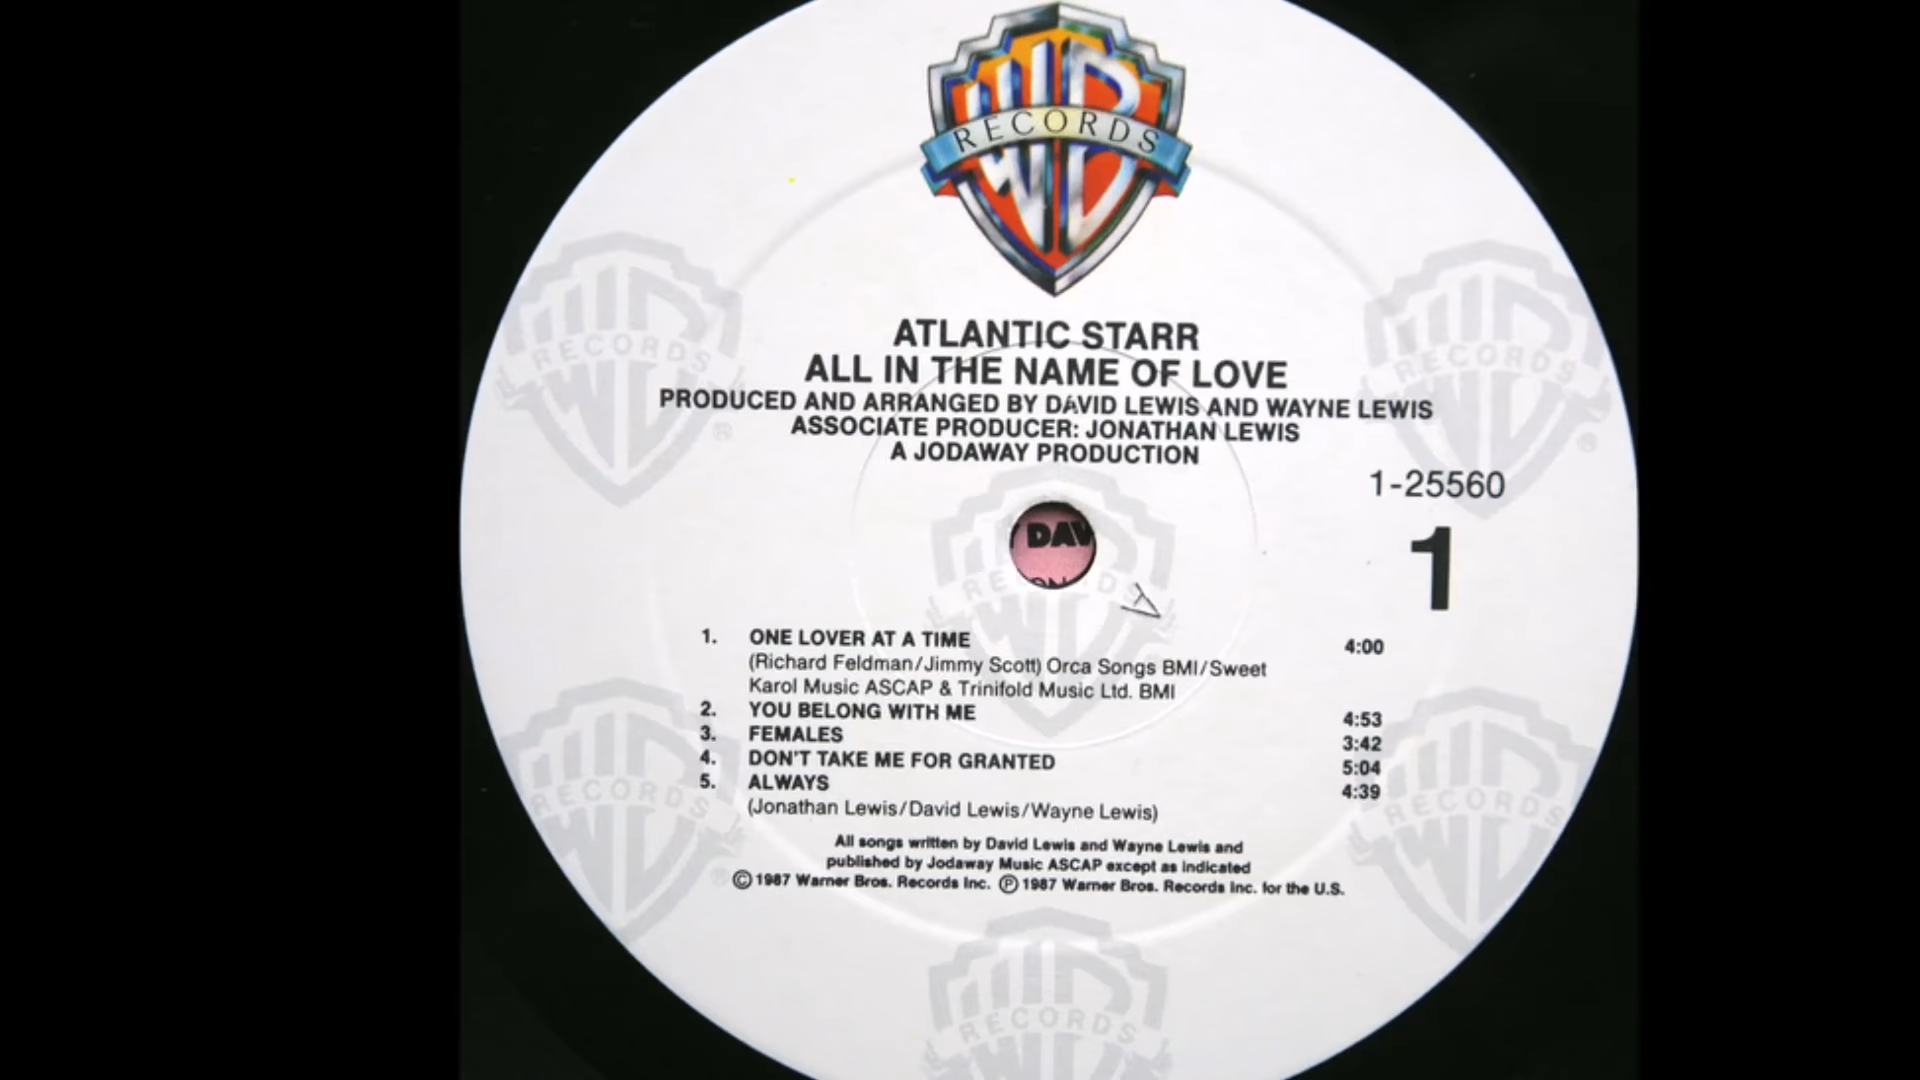 WB
RECORDS
ATLANTIC STARR
ALL IN THE NAME OF LOVE
PRODUCED AND ARRANGED BY DAVID LEWIS AND WAYNE LEWIS
ASSOCIATE PRODUCER: JONATHAN LEWIS
A JODAWAY PRODUCTION
1-25560
1
DAV
A
1. ONE LOVER AT A TIME 4:00
(Richard Feldman/Jimmy Scott) Orca Songs BMI/Sweet
Karol Music ASCAP & Trinifold Music Ltd. BMI
2. YOU BELONG WITH ME 4:53
3. FEMALES 3:42
4. DON'T TAKE ME FOR GRANTED 5:04
5. ALWAYS 4:39
(Jonathan Lewis/David Lewis/Wayne Lewis)
All songs written by David Lewis and Wayne Lewis and
published by Jodaway Music ASCAP except as indicated
©1987 Warner Bros. Records Inc. ℗1987 Warner Bros. Records Inc. for the U.S.